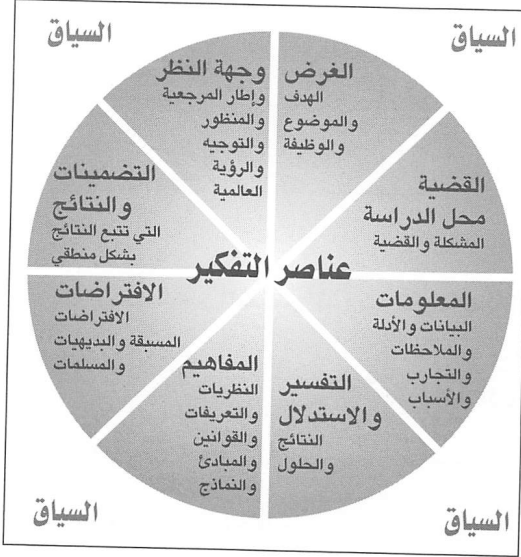 السياق
السياق
الغرض
الهدف
والموضوع
والوظيفة
القضية
محل الدراسة
المشكلة والقضية
المعلومات
البيانات والأدلة
والملاحظات
والتجارب
والأسباب
التفسير
والاستدلال
النتائج
والحلول
المفاهيم
النظريات
والتعريفات
والقوانين
والمبادئ
والنماذج
الافتراضات
الافتراضات
المسبقة والبديهيات
والمسلمات
التضمينات
والنتائج
التي تتبع النتائج
بشكل منطقي
وجهة النظر
وإطار المرجعية
والمنظور
والتوجيه
والرؤية
العالمية
عناصر التفكير
السياق
السياق